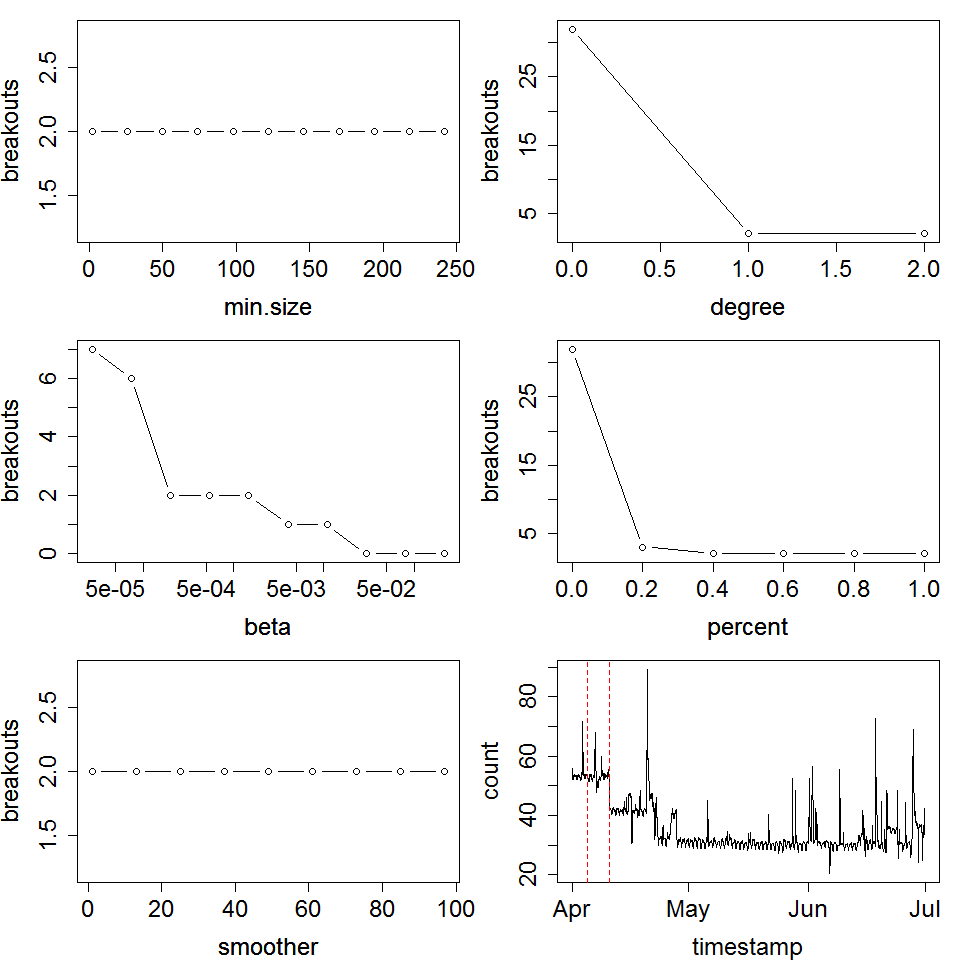 breakouts
1.5 2.0 2.5
0 50 100 150 200 250
min.size
breakouts
5 15 25
0.0 0.5 1.0 1.5 2.0
degree
breakouts
0 2 4 6
5e-05 5e-04 5e-03 5e-02
beta
breakouts
5 15 25
0.0 0.2 0.4 0.6 0.8 1.0
percent
breakouts
1.5 2.0 2.5
0 20 40 60 80 100
smoother
count
20 40 60 80
Apr May Jun Jul
timestamp